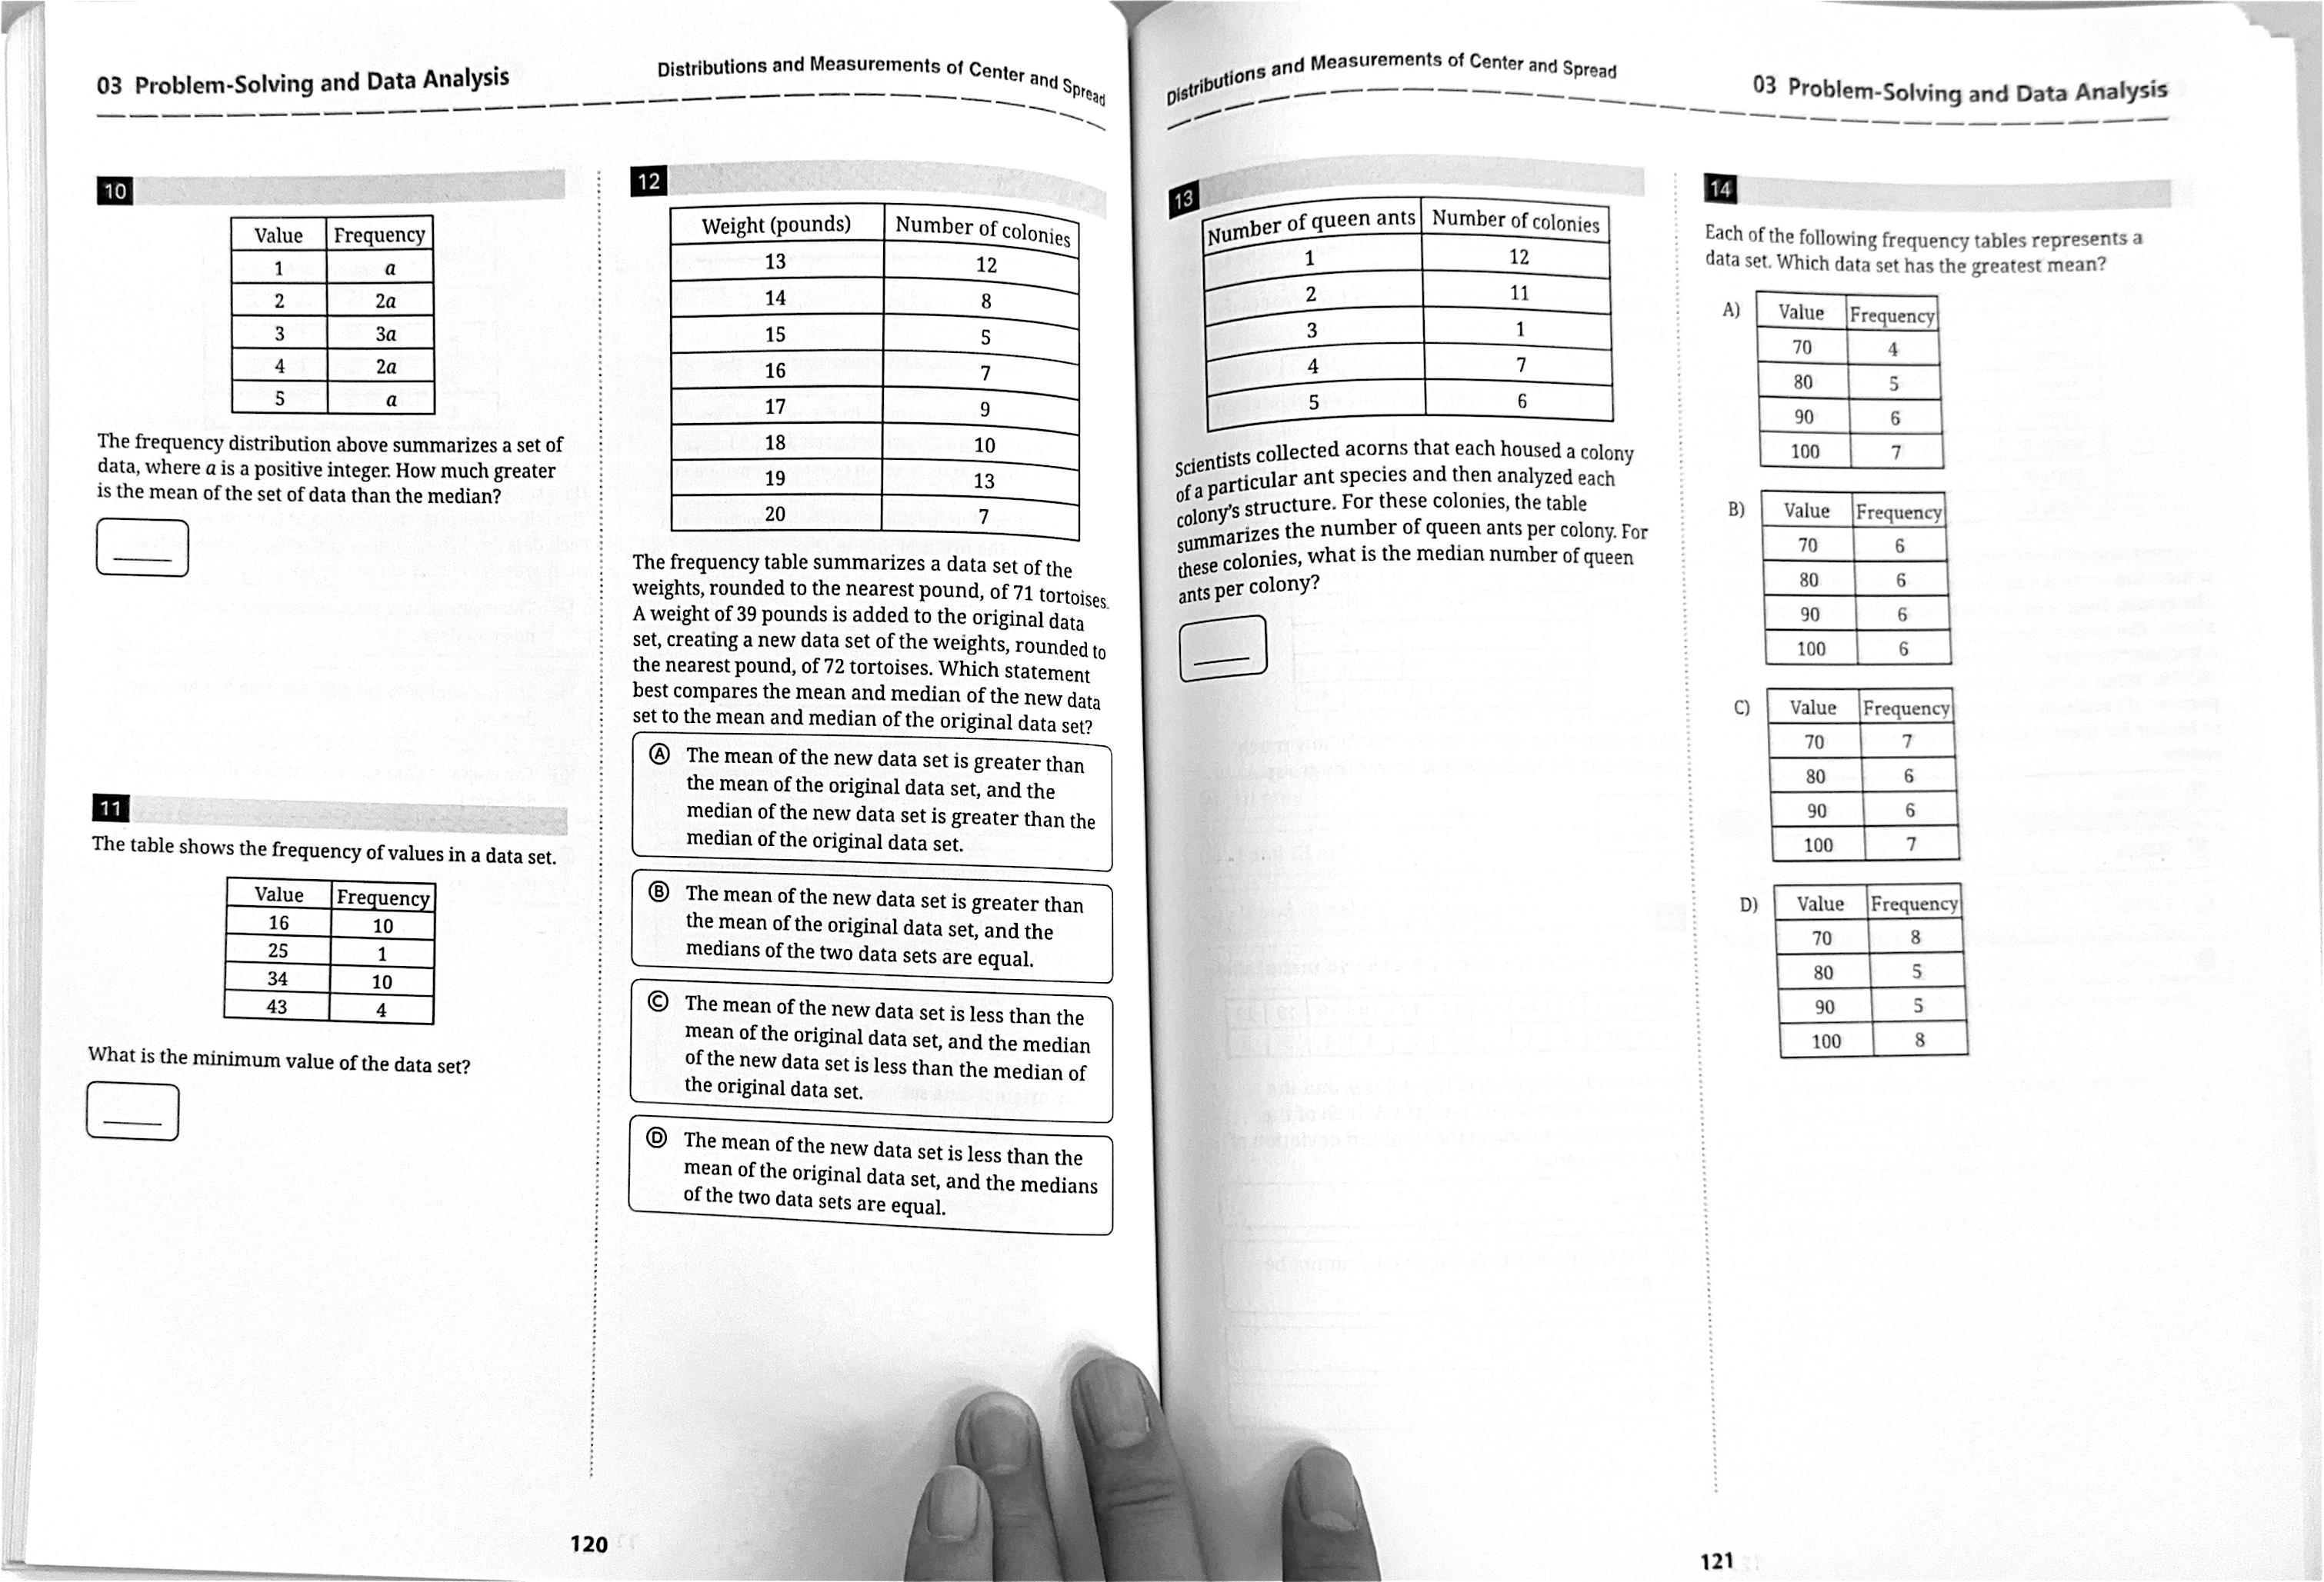 03 Problem-Solving and Data Analysis
Distributions and Measurements of Center and Spread
10
Value Frequency
1 a
2 2a
3 3a
4 2a
5 a
The frequency distribution above summarizes a set of
data, where a is a positive integer. How much greater
is the mean of the set of data than the median?
11
The table shows the frequency of values in a data set.
Value Frequency
16 10
25 1
34 10
43 4
What is the minimum value of the data set?
12
Weight (pounds) Number of colonies
13 12
14 8
15 5
16 7
17 9
18 10
19 13
20 7
The frequency table summarizes a data set of the
weights, rounded to the nearest pound, of 71 tortoises.
A weight of 39 pounds is added to the original data
set, creating a new data set of the weights, rounded to
the nearest pound, of 72 tortoises. Which statement
best compares the mean and median of the new data
set to the mean and median of the original data set?
A The mean of the new data set is greater than
the mean of the original data set, and the
median of the new data set is greater than the
median of the original data set.
B The mean of the new data set is greater than
the mean of the original data set, and the
medians of the two data sets are equal.
C The mean of the new data set is less than the
mean of the original data set, and the median
of the new data set is less than the median of
the original data set.
D The mean of the new data set is less than the
mean of the original data set, and the medians
of the two data sets are equal.
120
Distributions and Measurements of Center and Spread
03 Problem-Solving and Data Analysis
13
Number of queen ants Number of colonies
1 12
2 11
3 1
4 7
5 6
Scientists collected acorns that each housed a colony
of a particular ant species and then analyzed each
colony's structure. For these colonies, the table
summarizes the number of queen ants per colony. For
these colonies, what is the median number of queen
ants per colony?
14
Each of the following frequency tables represents a
data set. Which data set has the greatest mean?
A)
Value Frequency
70 4
80 5
90 6
100 7
B)
Value Frequency
70 6
80 6
90 6
100 6
C)
Value Frequency
70 7
80 6
90 6
100 7
D)
Value Frequency
70 8
80 5
90 5
100 8
121